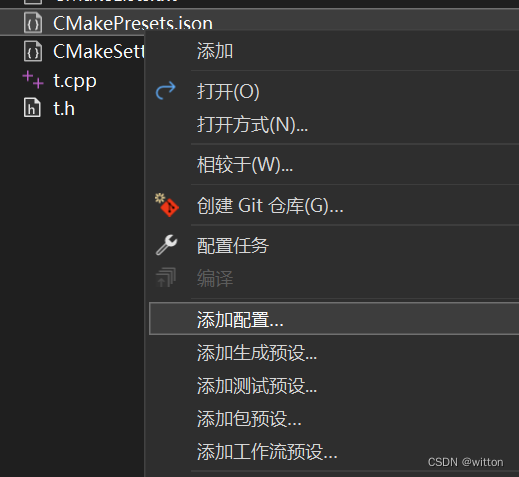 CMakePresets.json
CMakeSett
t.cpp
t.h
添加
打开(O)
打开方式(N)...
相较于(W)...
创建 Git 仓库(G)...
配置任务
编译
添加配置...
添加生成预设...
添加测试预设...
添加包预设...
添加工作流预设...
CSDN @witton